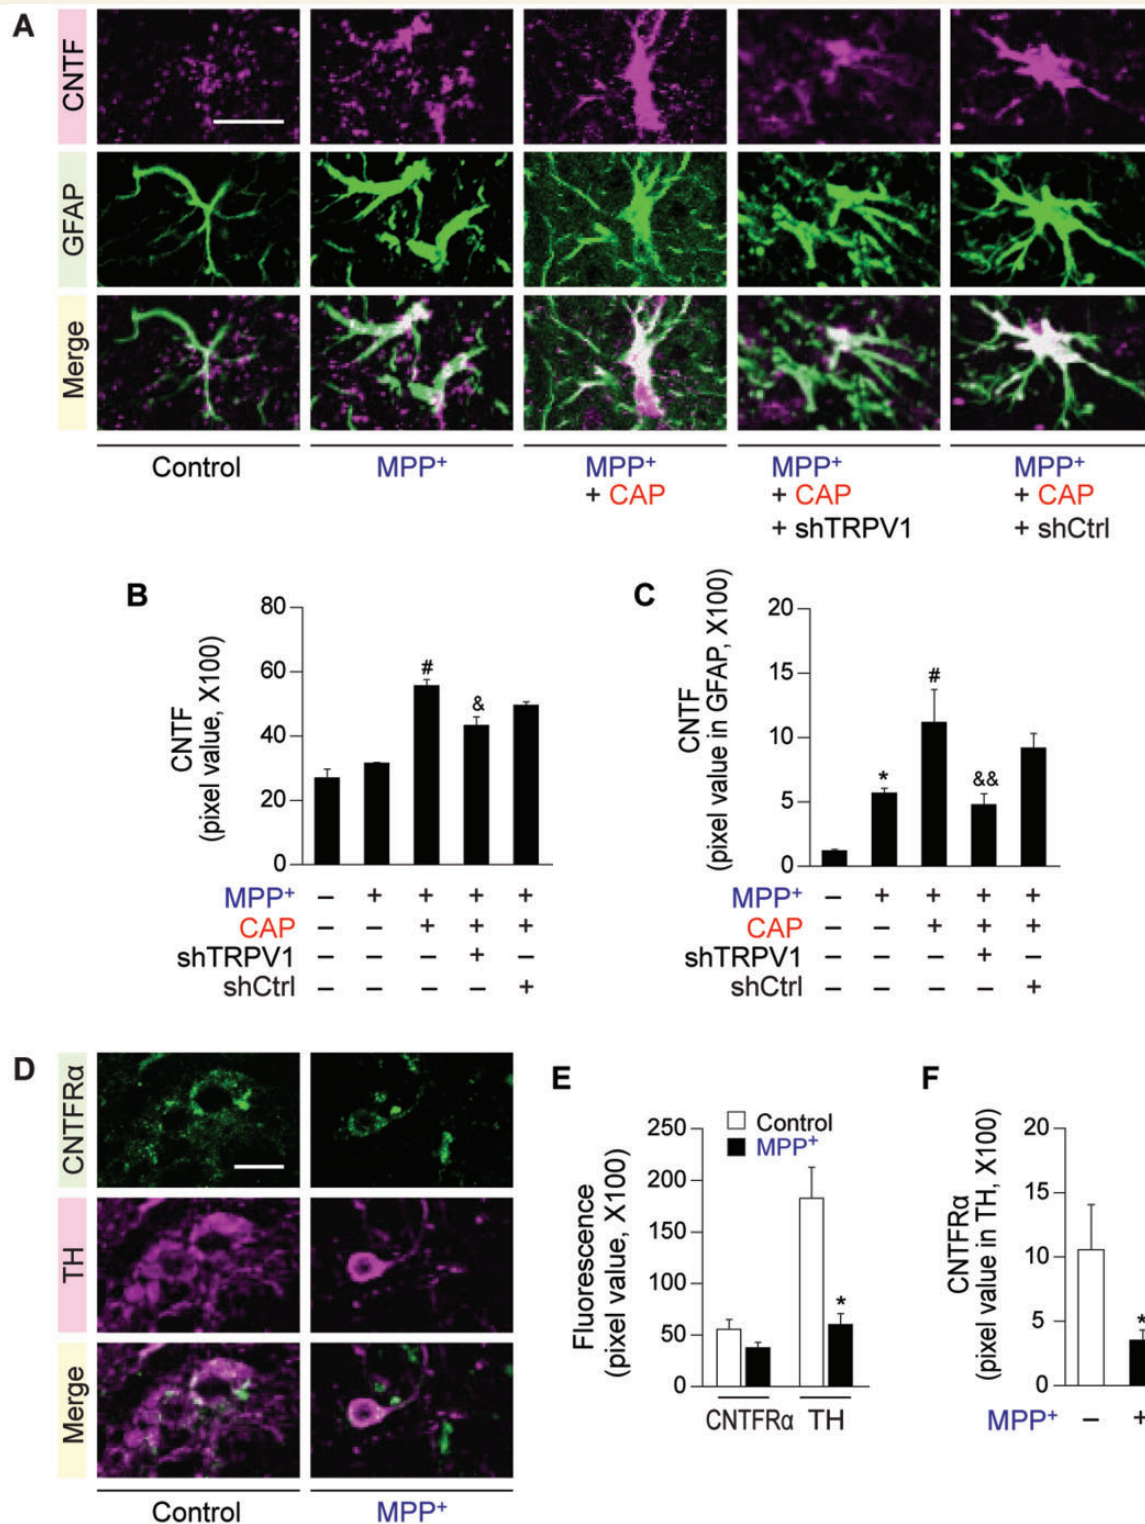 A
CNTF
GFAP
Merge
Control
MPP⁺
MPP⁺
+ CAP
MPP⁺
+ CAP
+ shTRPV1
MPP⁺
+ CAP
+ shCtrl
B
CNTF
(pixel value, X100)
80
60
40
20
0
#
&
MPP⁺ − + + + +
CAP − − + + +
shTRPV1 − − − + −
shCtrl − − − − +
C
CNTF
(pixel value in GFAP, X100)
20
15
10
5
0
*
#
&&
MPP⁺ − + + + +
CAP − − + + +
shTRPV1 − − − + −
shCtrl − − − − +
D
CNTFRα
TH
Merge
Control
MPP⁺
E
Fluorescence
(pixel value, X100)
250
200
150
100
50
0
Control
MPP⁺
*
CNTFRα TH
F
CNTFRα
(pixel value in TH, X100)
20
15
10
5
0
*
MPP⁺ − +